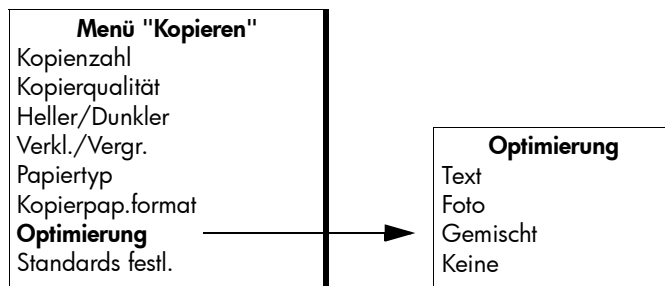 Menü "Kopieren"
Kopienzahl
Kopierqualität
Heller/Dunkler
Verkl./Vergr.
Papiertyp
Kopierpap.format
Optimierung
Standards festl.
Optimierung
Text
Foto
Gemischt
Keine